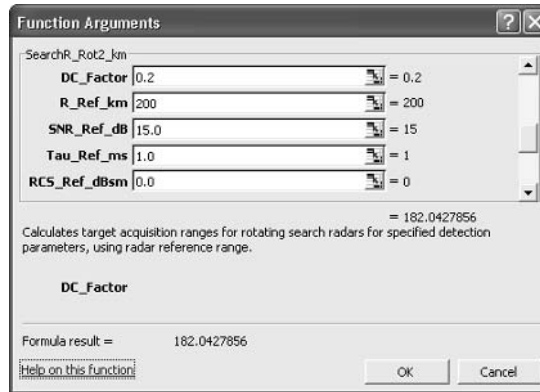 Function Arguments
SearchR_Rot2_km
DC_Factor 0.2 = 0.2
R_Ref_km 200 = 200
SNR_Ref_dB 15.0 = 15
Tau_Ref_ms 1.0 = 1
RCS_Ref_dBsm 0.0 = 0
= 182.0427856
Calculates target acquisition ranges for rotating search radars for specified detection
parameters, using radar reference range.
DC_Factor
Formula result = 182.0427856
Help on this function OK Cancel